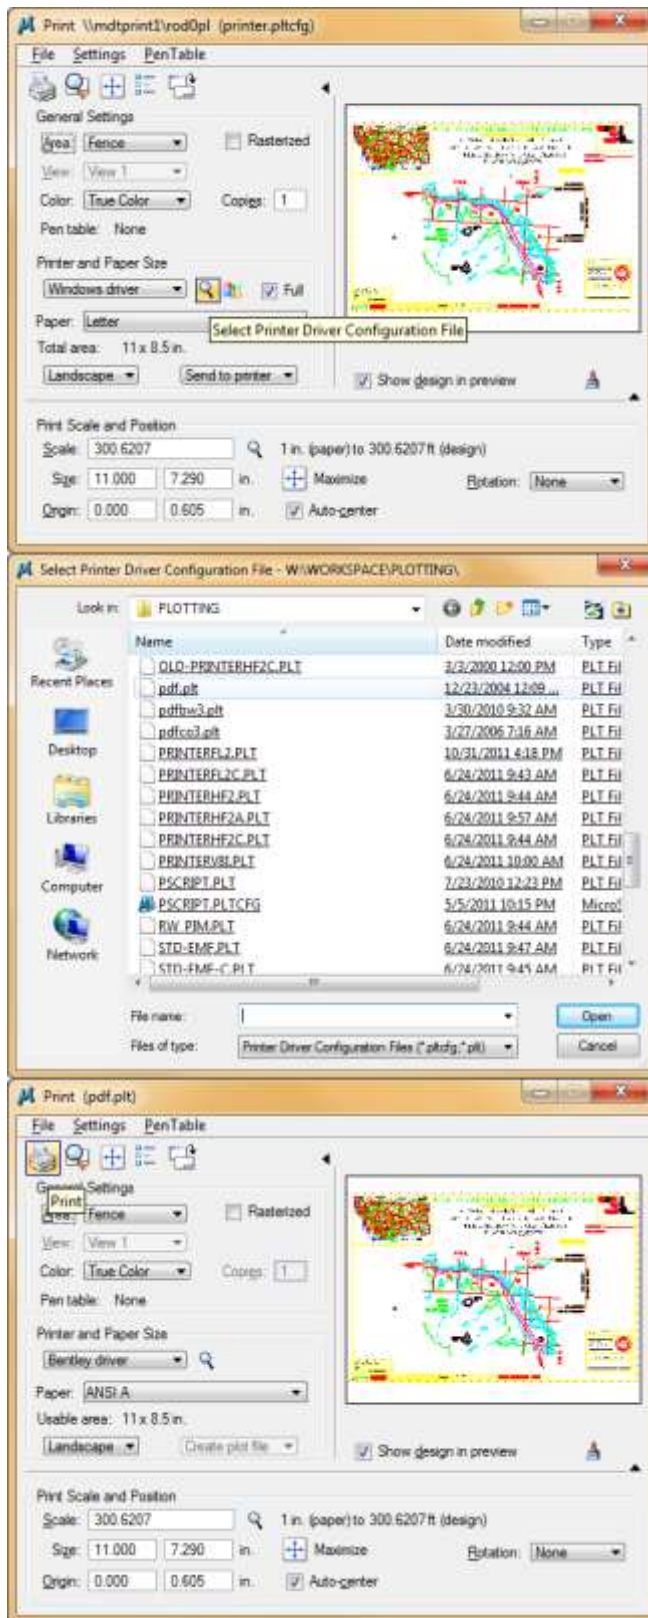 Print \\mdtprint1\rod0pl (printer.pltcfg)
File Settings PenTable
General Settings
Area: Fence Rasterized
View: View 1
Color: True Color Copies: 1
Pen table: None
Printer and Paper Size
Windows driver Full
Paper: Letter
Select Printer Driver Configuration File
Total area: 11 x 8.5 in.
Landscape Send to printer Show design in preview
Print Scale and Position
Scale: 300.6207 1 in. (paper) to 300.6207 ft (design)
Size: 11.000 7.290 in. Maximize Rotation: None
Origin: 0.000 0.605 in. Auto-center
Select Printer Driver Configuration File - W:\WORKSPACE\PLOTTING\
Look in: PLOTTING
Name Date modified Type
OLD-PRINTERHF2C.PLT 3/3/2000 12:00 PM PLT Fil
pdf.plt 12/23/2004 12:09 ... PLT Fil
pdfbw3.plt 3/30/2010 9:32 AM PLT Fil
pdfco3.plt 3/27/2006 7:16 AM PLT Fil
PRINTERFL2.PLT 10/31/2011 4:18 PM PLT Fil
PRINTERFL2C.PLT 6/24/2011 9:43 AM PLT Fil
PRINTERHF2.PLT 6/24/2011 9:44 AM PLT Fil
PRINTERHF2A.PLT 6/24/2011 9:57 AM PLT Fil
PRINTERHF2C.PLT 6/24/2011 9:44 AM PLT Fil
PRINTERV8I.PLT 6/24/2011 10:00 AM PLT Fil
PSCRIPT.PLT 7/23/2010 12:23 PM PLT Fil
PSCRIPT.PLTCFG 5/5/2011 10:15 PM MicroS
RW_PJM.PLT 6/24/2011 9:44 AM PLT Fil
STD-EMF.PLT 6/24/2011 9:47 AM PLT Fil
STD-EMF-C.PLT 6/24/2011 9:45 AM PLT Fil
Recent Places
Desktop
Libraries
Computer
Network
File name: Open
Files of type: Printer Driver Configuration Files (*.pltcfg;*.plt) Cancel
Print (pdf.plt)
File Settings PenTable
General Settings
Print
Area: Fence Rasterized
View: View 1
Color: True Color Copies: 1
Pen table: None
Printer and Paper Size
Bentley driver
Paper: ANSI A
Usable area: 11 x 8.5 in.
Landscape Create plot file Show design in preview
Print Scale and Position
Scale: 300.6207 1 in. (paper) to 300.6207 ft (design)
Size: 11.000 7.290 in. Maximize Rotation: None
Origin: 0.000 0.605 in. Auto-center